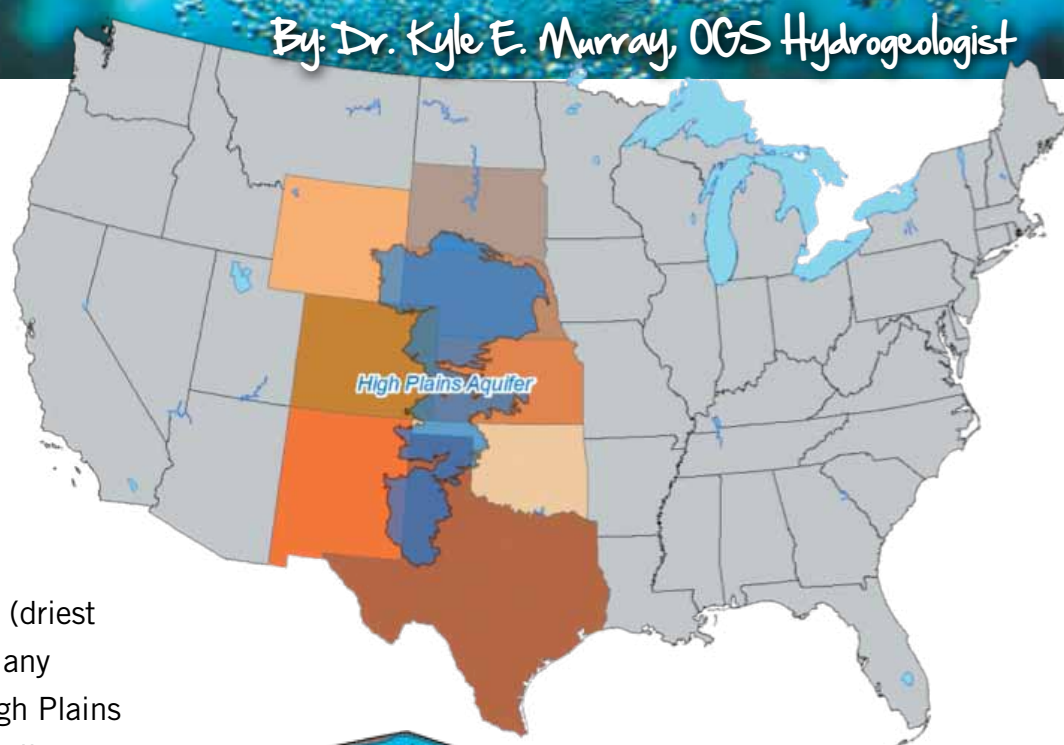 By: Dr. Kyle E. Murray, OGS Hydrogeologist
High Plains Aquifer
(driest
any
gh Plains